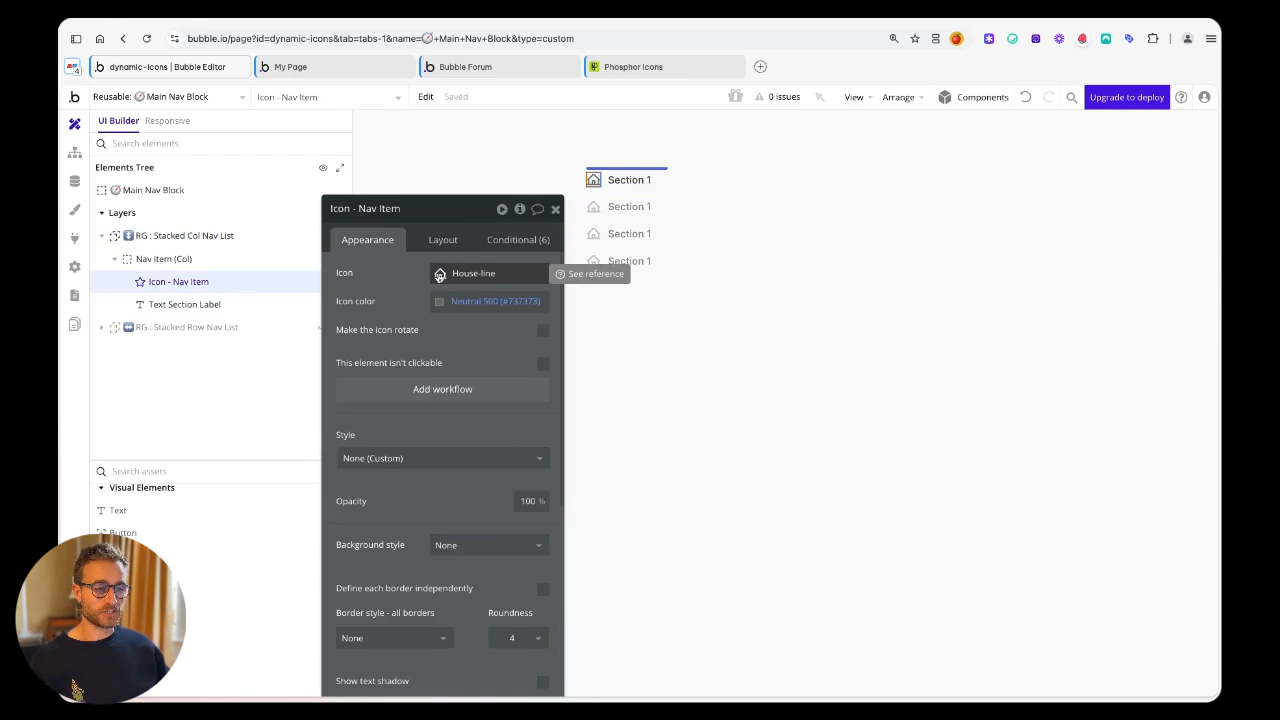 bubble.io/page?id=dynamic-icons&tab=tabs-1&name=🧭+Main+Nav+Block&type=custom
4
dynamic-icons | Bubble Editor
My Page
Bubble Forum
Phosphor Icons
Reusable: 🧭 Main Nav Block
Icon - Nav Item
Edit
Saved
0 issues
View
Arrange
Components
Upgrade to deploy
UI Builder
Responsive
Search elements
Elements Tree
🧭 Main Nav Block
Layers
RG : Stacked Col Nav List
Nav Item (Col)
Icon - Nav Item
Text Section Label
RG : Stacked Row Nav List
Search assets
Visual Elements
Text
Button
Icon - Nav Item
Appearance
Layout
Conditional (6)
Icon
House-line
See reference
Icon color
Neutral 500 (#737373)
Make the icon rotate
This element isn't clickable
Add workflow
Style
None (Custom)
Opacity
100 %
Background style
None
Define each border independently
Border style - all borders
Roundness
None
4
Show text shadow
Section 1
Section 1
Section 1
Section 1